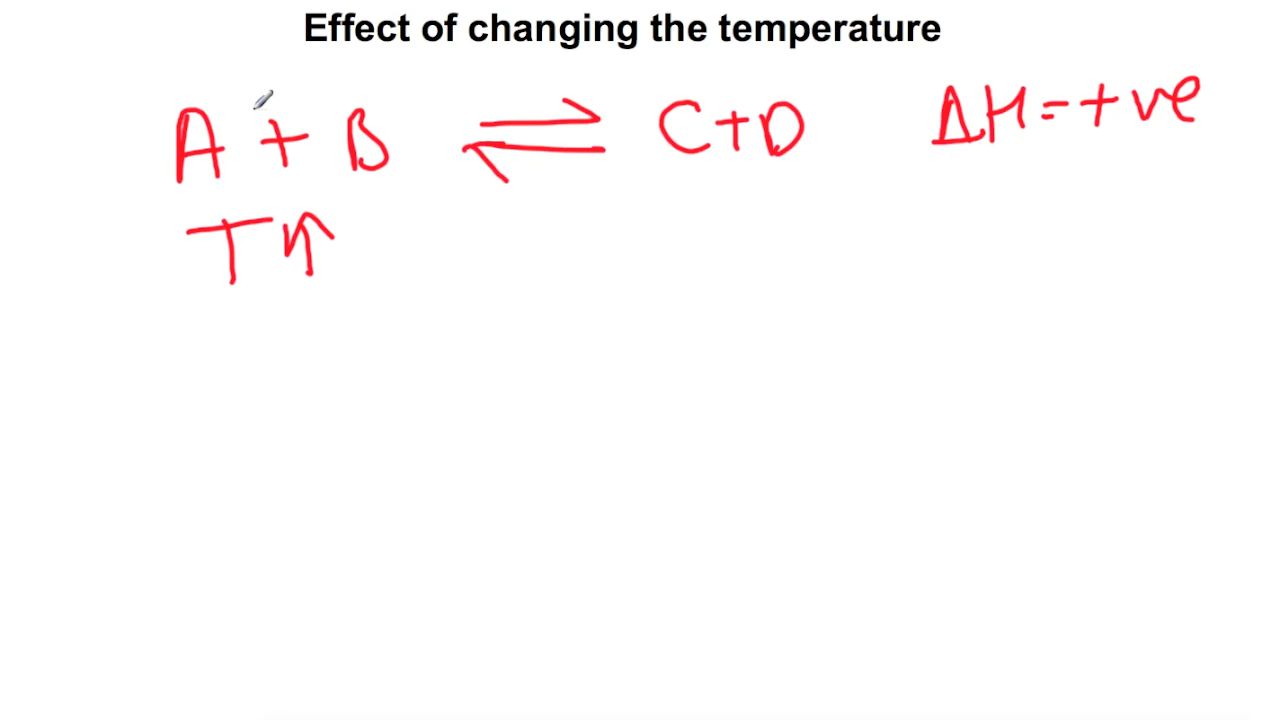 Effect of changing the temperature
A + B ⇌ C + D ΔH = +ve
T↑